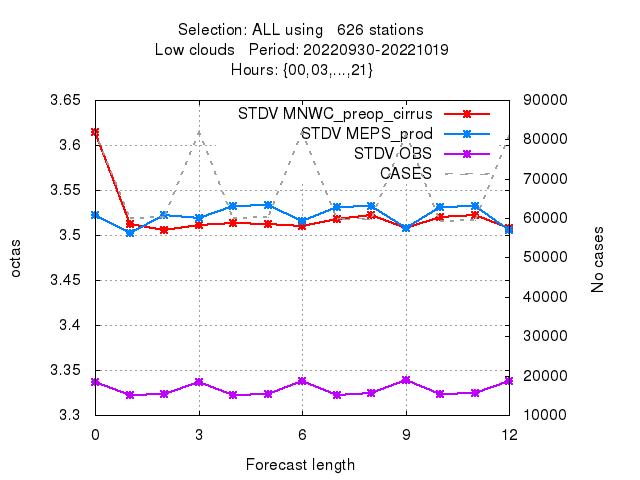 Selection: ALL using   626 stations
Low clouds   Period: 20220930-20221019
Hours: {00,03,...,21}
STDV MNWC_preop_cirrus
STDV MEPS_prod
STDV OBS
CASES
octas
3.65
3.6
3.55
3.5
3.45
3.4
3.35
3.3
90000
80000
70000
60000
50000
40000
30000
20000
10000
No cases
0 3 6 9 12
Forecast length